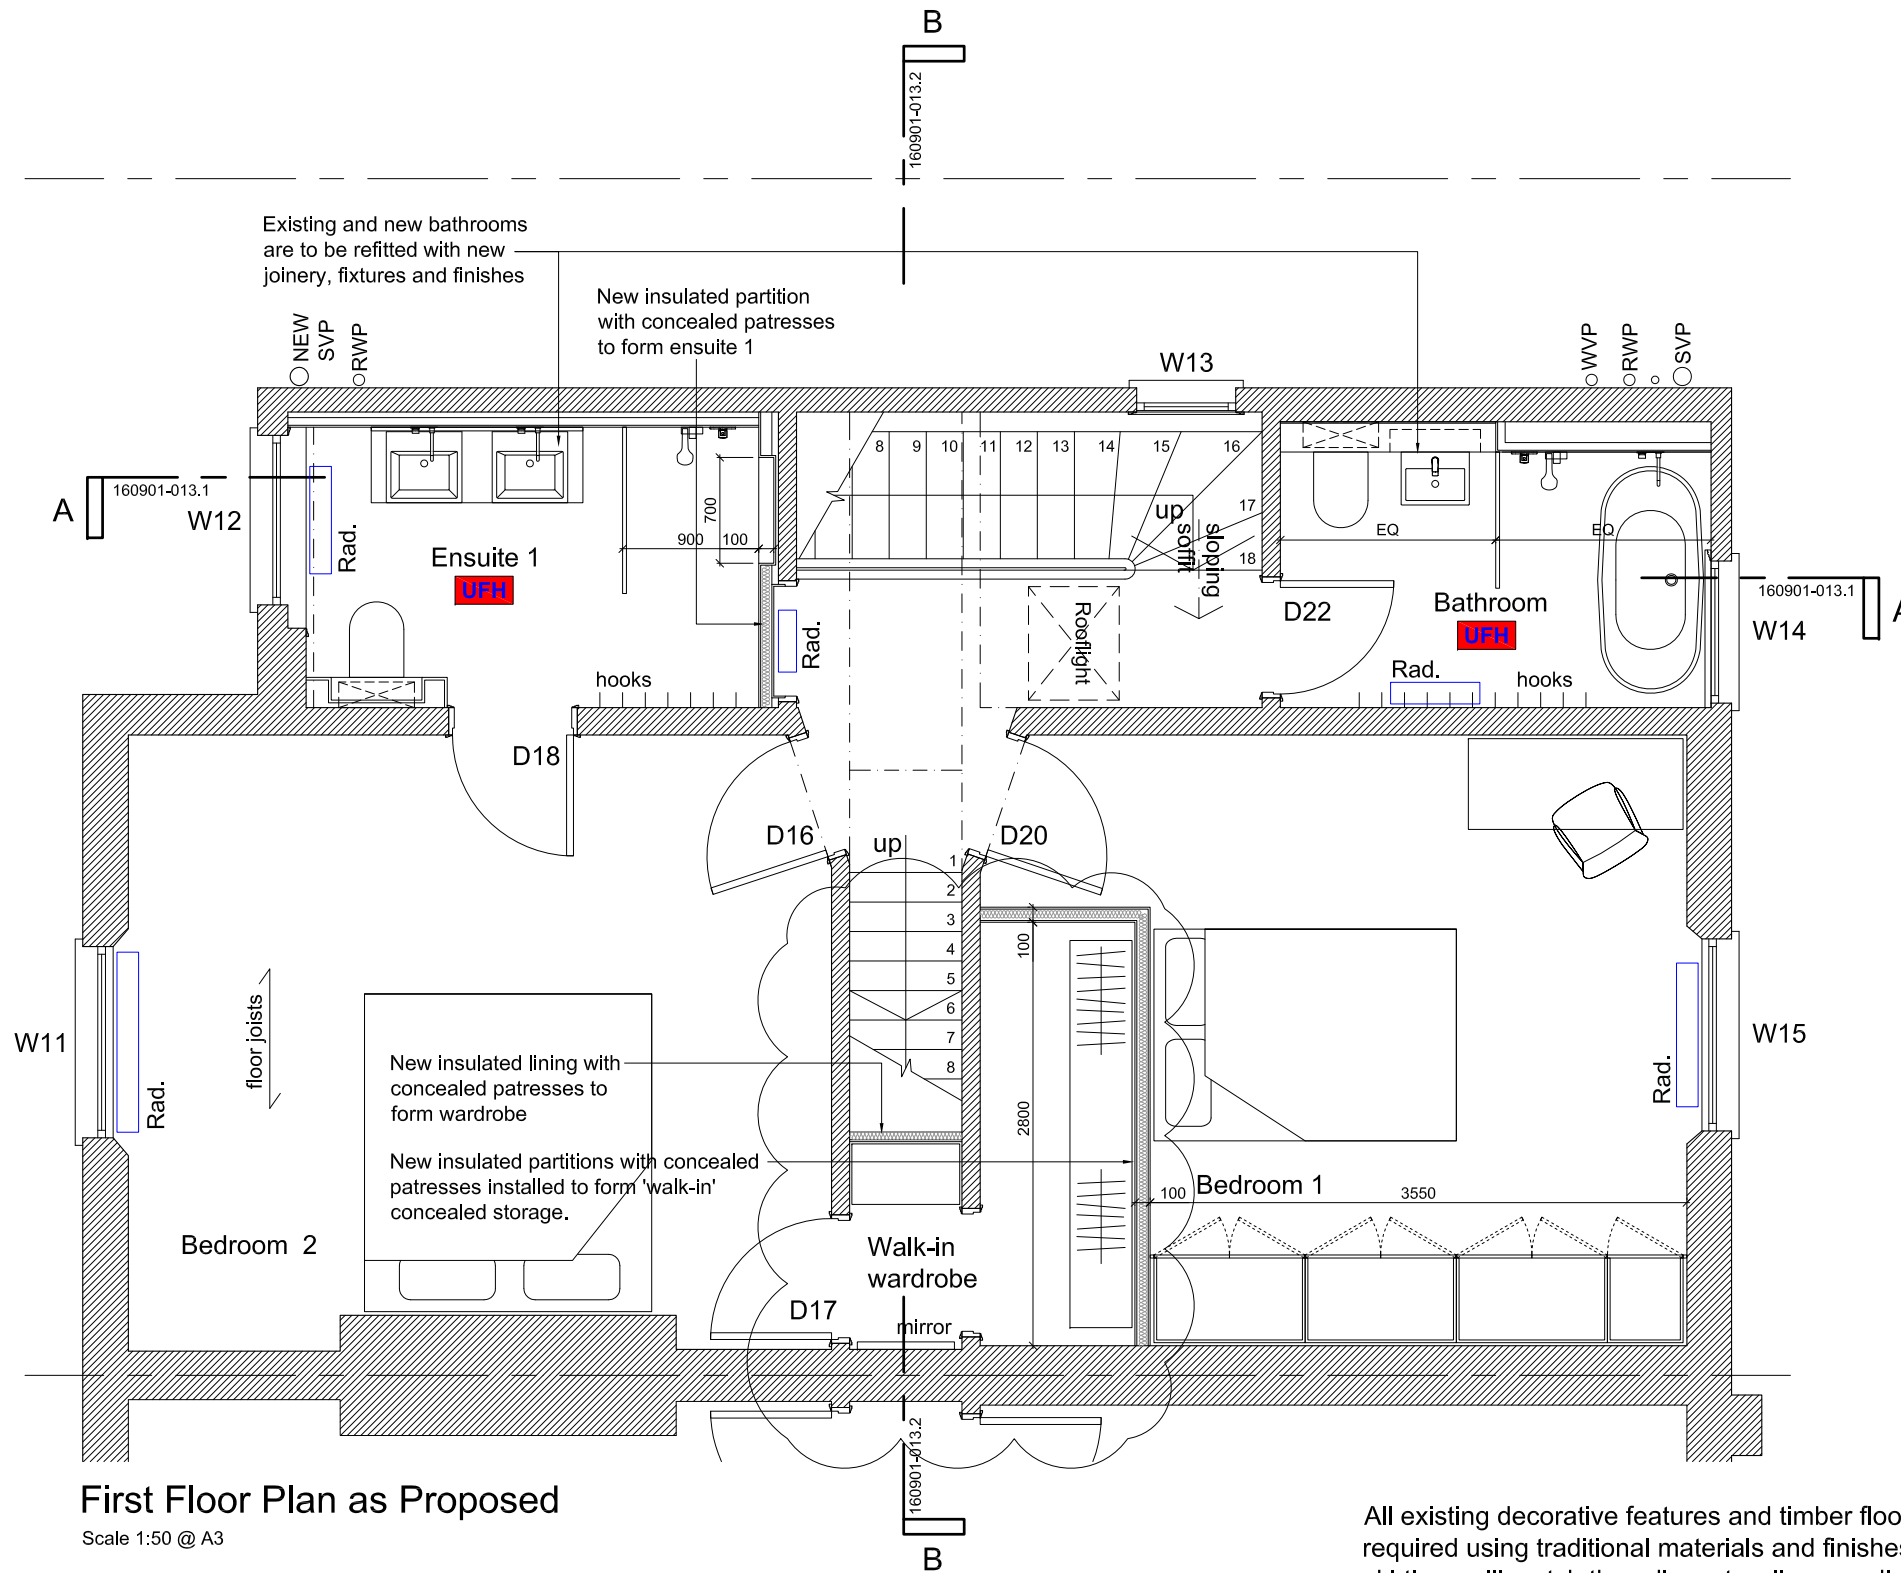 B
160901-013.2
Existing and new bathrooms
are to be refitted with new
joinery, fixtures and finishes
New insulated partition
with concealed patresses
to form ensuite 1
NEW
SVP
RWP
W13
WVP
RWP
SVP
8 9 10 11 12 13 14 15 16
17
18
A
160901-013.1
W12
Rad.
Ensuite 1
UFH
700
900
100
up
sloping
soffit
EQ
EQ
Rooflight
D22
Bathroom
UFH
160901-013.1
W14
A
Rad.
hooks
Rad.
hooks
D18
D16
up
D20
1
2
3
4
5
6
7
8
100
2800
W11
Rad.
floor joists
New insulated lining with
concealed patresses to
form wardrobe
New insulated partitions with concealed
patresses installed to form 'walk-in'
concealed storage.
Bedroom 2
W15
Rad.
100
Bedroom 1
3550
Walk-in
wardrobe
D17
mirror
160901-013.2
B
First Floor Plan as Proposed
Scale 1:50 @ A3
All existing decorative features and timber floo
required using traditional materials and finishes